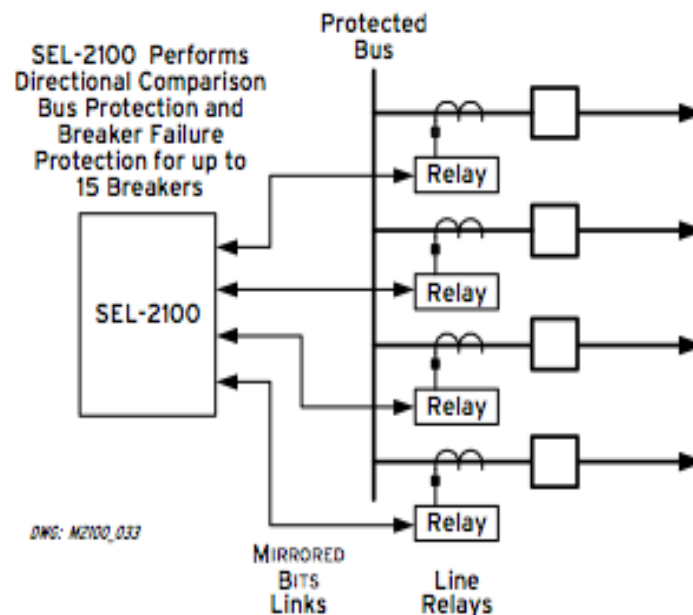 SEL-2100 Performs
Directional Comparison
Bus Protection and
Breaker Failure
Protection for up to
15 Breakers
Protected
Bus
Relay
Relay
Relay
Relay
SEL-2100
DWG: M2100_033
MIRRORED
BITS
Links
Line
Relays